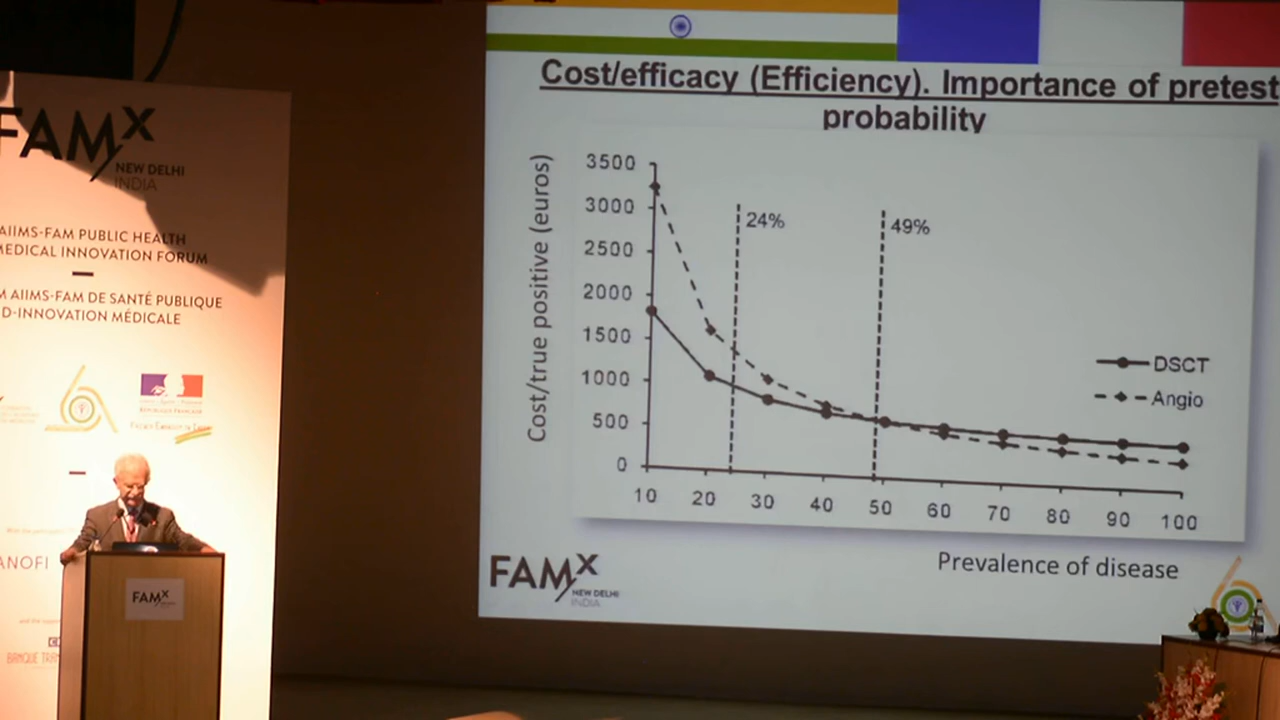 FAMX
NEW DELHI
INDIA
AIIMS-FAM PUBLIC HEALTH
MEDICAL INNOVATION FORUM
M AIIMS-FAM DE SANTÉ PUBLIQUE
D-INNOVATION MÉDICALE
ANOFI
FAMX
Cost/efficacy (Efficiency). Importance of pretest
probability
Cost/true positive (euros)
3500
3000
2500
2000
1500
1000
500
0
24%
49%
DSCT
Angio
10 20 30 40 50 60 70 80 90 100
Prevalence of disease
FAMX
NEW DELHI
INDIA